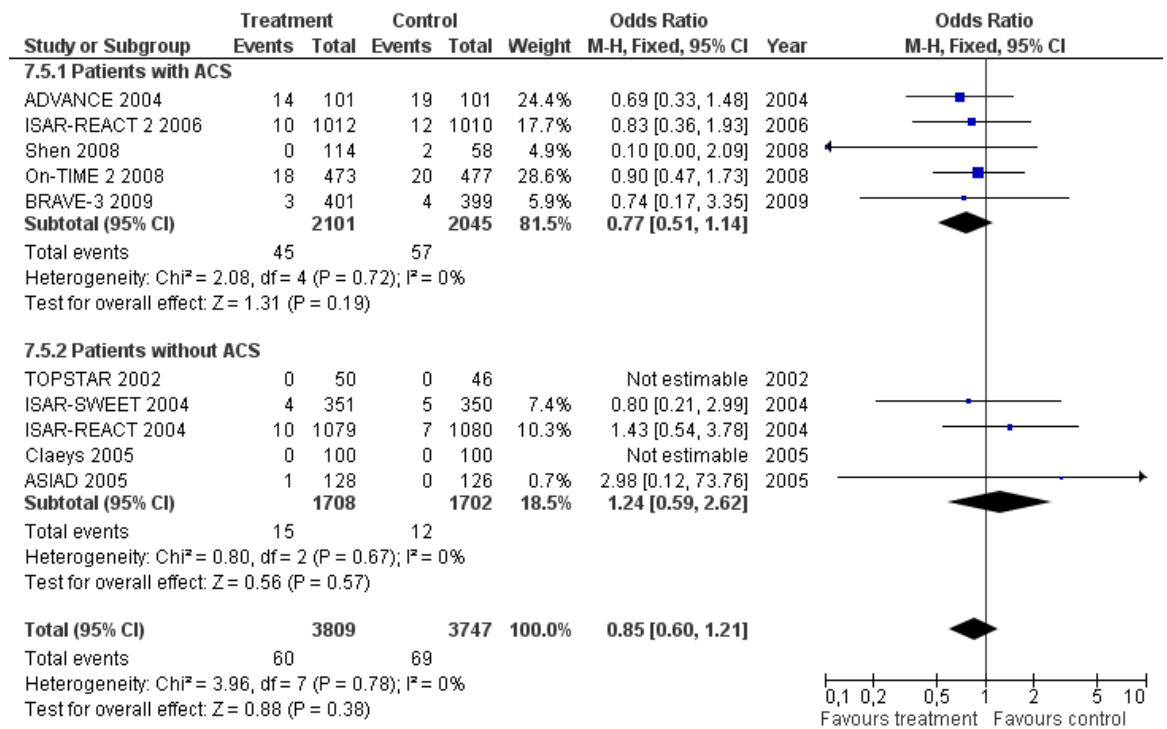 Treatment Control Odds Ratio Odds Ratio
Study or Subgroup Events Total Events Total Weight M-H, Fixed, 95% CI Year M-H, Fixed, 95% CI
7.5.1 Patients with ACS
ADVANCE 2004 14 101 19 101 24.4% 0.69 [0.33, 1.48] 2004
ISAR-REACT 2 2006 10 1012 12 1010 17.7% 0.83 [0.36, 1.93] 2006
Shen 2008 0 114 2 58 4.9% 0.10 [0.00, 2.09] 2008
On-TIME 2 2008 18 473 20 477 28.6% 0.90 [0.47, 1.73] 2008
BRAVE-3 2009 3 401 4 399 5.9% 0.74 [0.17, 3.35] 2009
Subtotal (95% CI) 2101 2045 81.5% 0.77 [0.51, 1.14]
Total events 45 57
Heterogeneity: Chi² = 2.08, df = 4 (P = 0.72); I² = 0%
Test for overall effect: Z = 1.31 (P = 0.19)
7.5.2 Patients without ACS
TOPSTAR 2002 0 50 0 46 Not estimable 2002
ISAR-SWEET 2004 4 351 5 350 7.4% 0.80 [0.21, 2.99] 2004
ISAR-REACT 2004 10 1079 7 1080 10.3% 1.43 [0.54, 3.78] 2004
Claeys 2005 0 100 0 100 Not estimable 2005
ASIAD 2005 1 128 0 126 0.7% 2.98 [0.12, 73.76] 2005
Subtotal (95% CI) 1708 1702 18.5% 1.24 [0.59, 2.62]
Total events 15 12
Heterogeneity: Chi² = 0.80, df = 2 (P = 0.67); I² = 0%
Test for overall effect: Z = 0.56 (P = 0.57)
Total (95% CI) 3809 3747 100.0% 0.85 [0.60, 1.21]
Total events 60 69
Heterogeneity: Chi² = 3.96, df = 7 (P = 0.78); I² = 0%
Test for overall effect: Z = 0.88 (P = 0.38)
0,1 0,2 0,5 1 2 5 10
Favours treatment Favours control